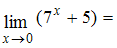 lim (7^x + 5) =
x→0